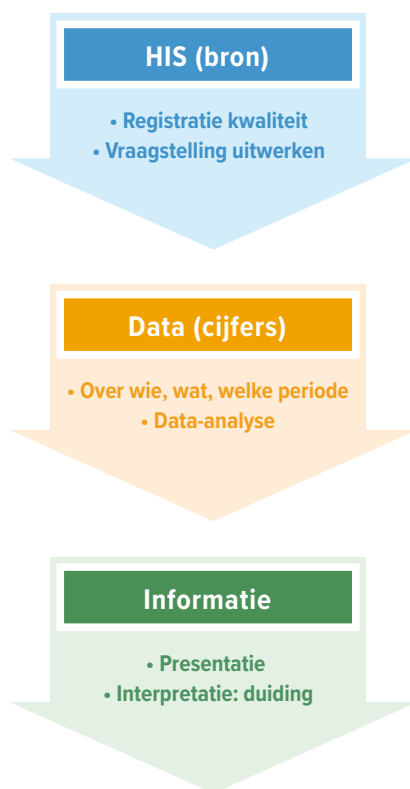 HIS (bron)
• Registratie kwaliteit
• Vraagstelling uitwerken
Data (cijfers)
• Over wie, wat, welke periode
• Data-analyse
Informatie
• Presentatie
• Interpretatie: duiding